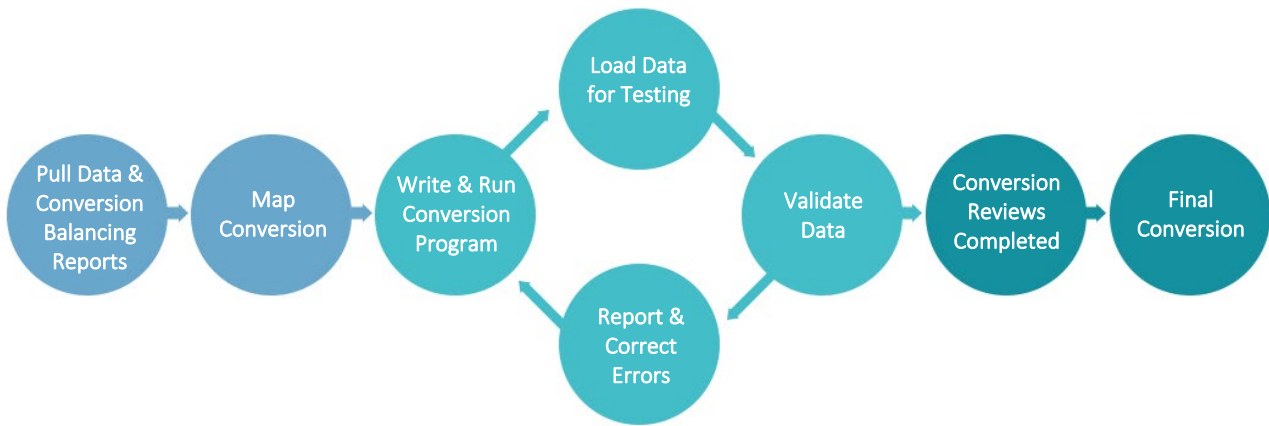 Pull Data &
Conversion
Balancing
Reports
Map
Conversion
Write & Run
Conversion
Program
Load Data
for Testing
Validate
Data
Report &
Correct
Errors
Conversion
Reviews
Completed
Final
Conversion